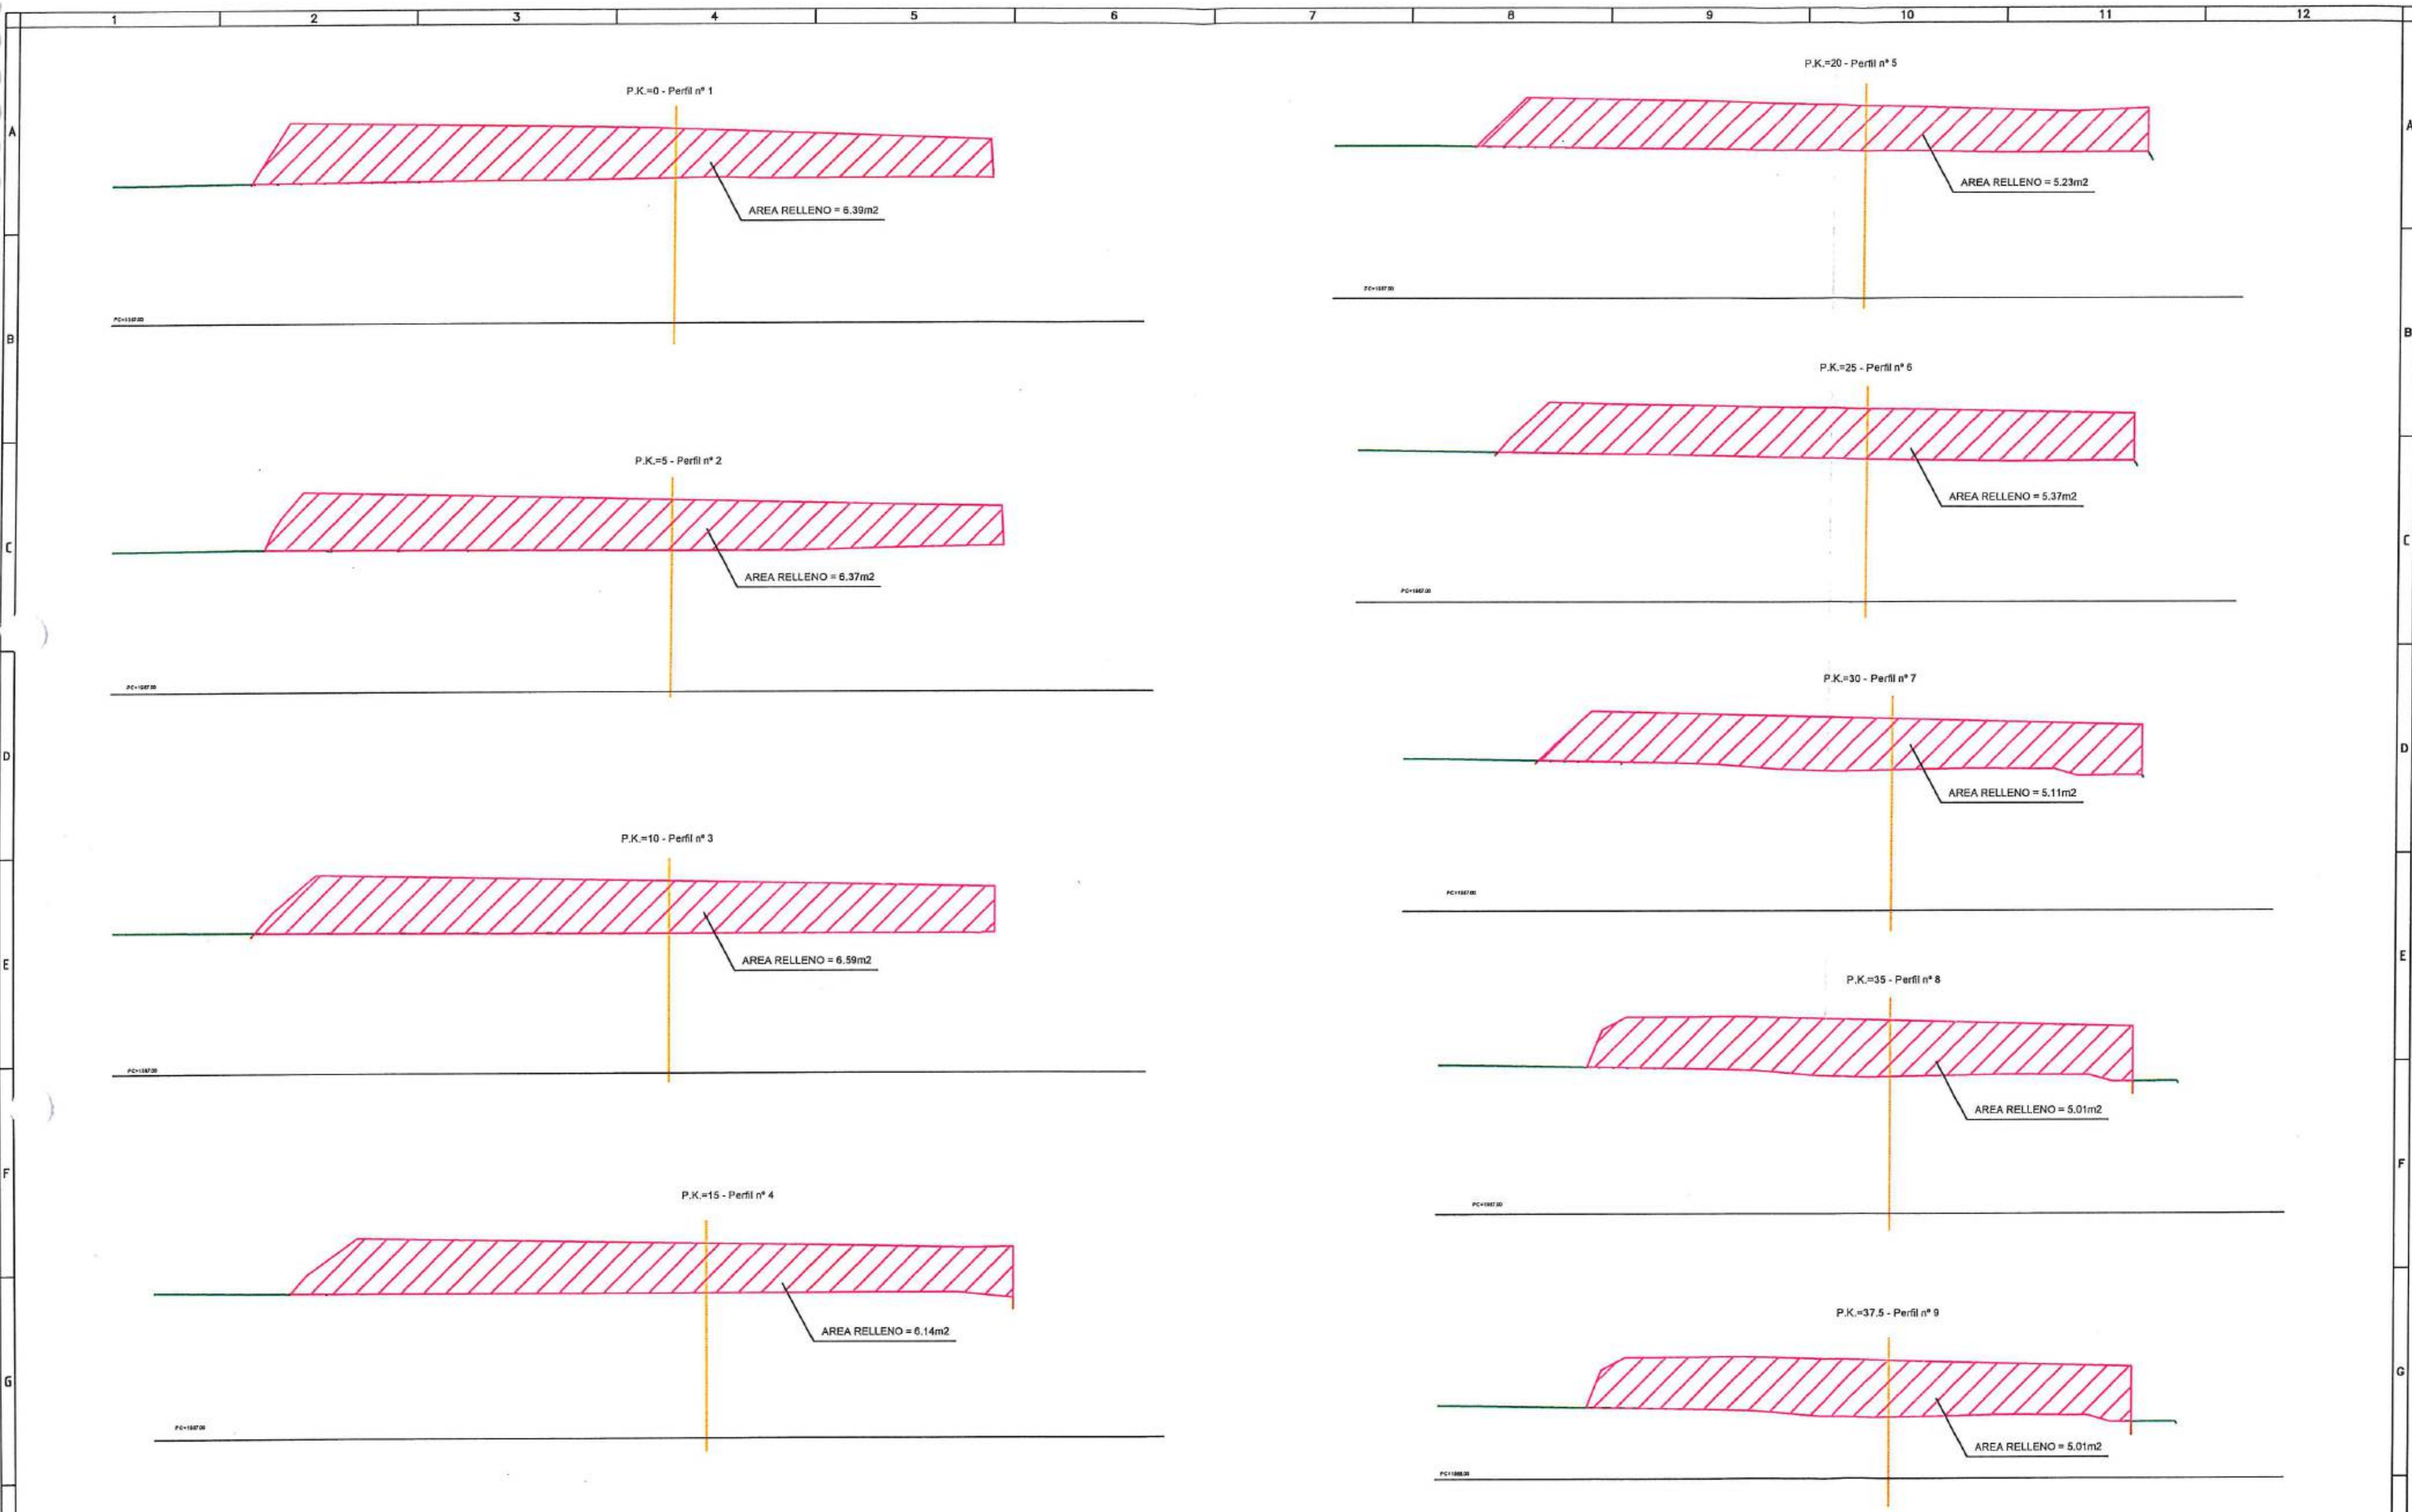 1 2 3 4 5 6 7 8 9 10 11 12
A
B
C
D
E
F
G
P.K.=0 - Perfil nº 1
AREA RELLENO = 6.39m2
P.K.=5 - Perfil nº 2
AREA RELLENO = 6.37m2
P.K.=10 - Perfil nº 3
AREA RELLENO = 6.59m2
P.K.=15 - Perfil nº 4
AREA RELLENO = 6.14m2
P.K.=20 - Perfil nº 5
AREA RELLENO = 5.23m2
P.K.=25 - Perfil nº 6
AREA RELLENO = 5.37m2
P.K.=30 - Perfil nº 7
AREA RELLENO = 5.11m2
P.K.=35 - Perfil nº 8
AREA RELLENO = 5.01m2
P.K.=37.5 - Perfil nº 9
AREA RELLENO = 5.01m2
A
B
C
D
E
F
G